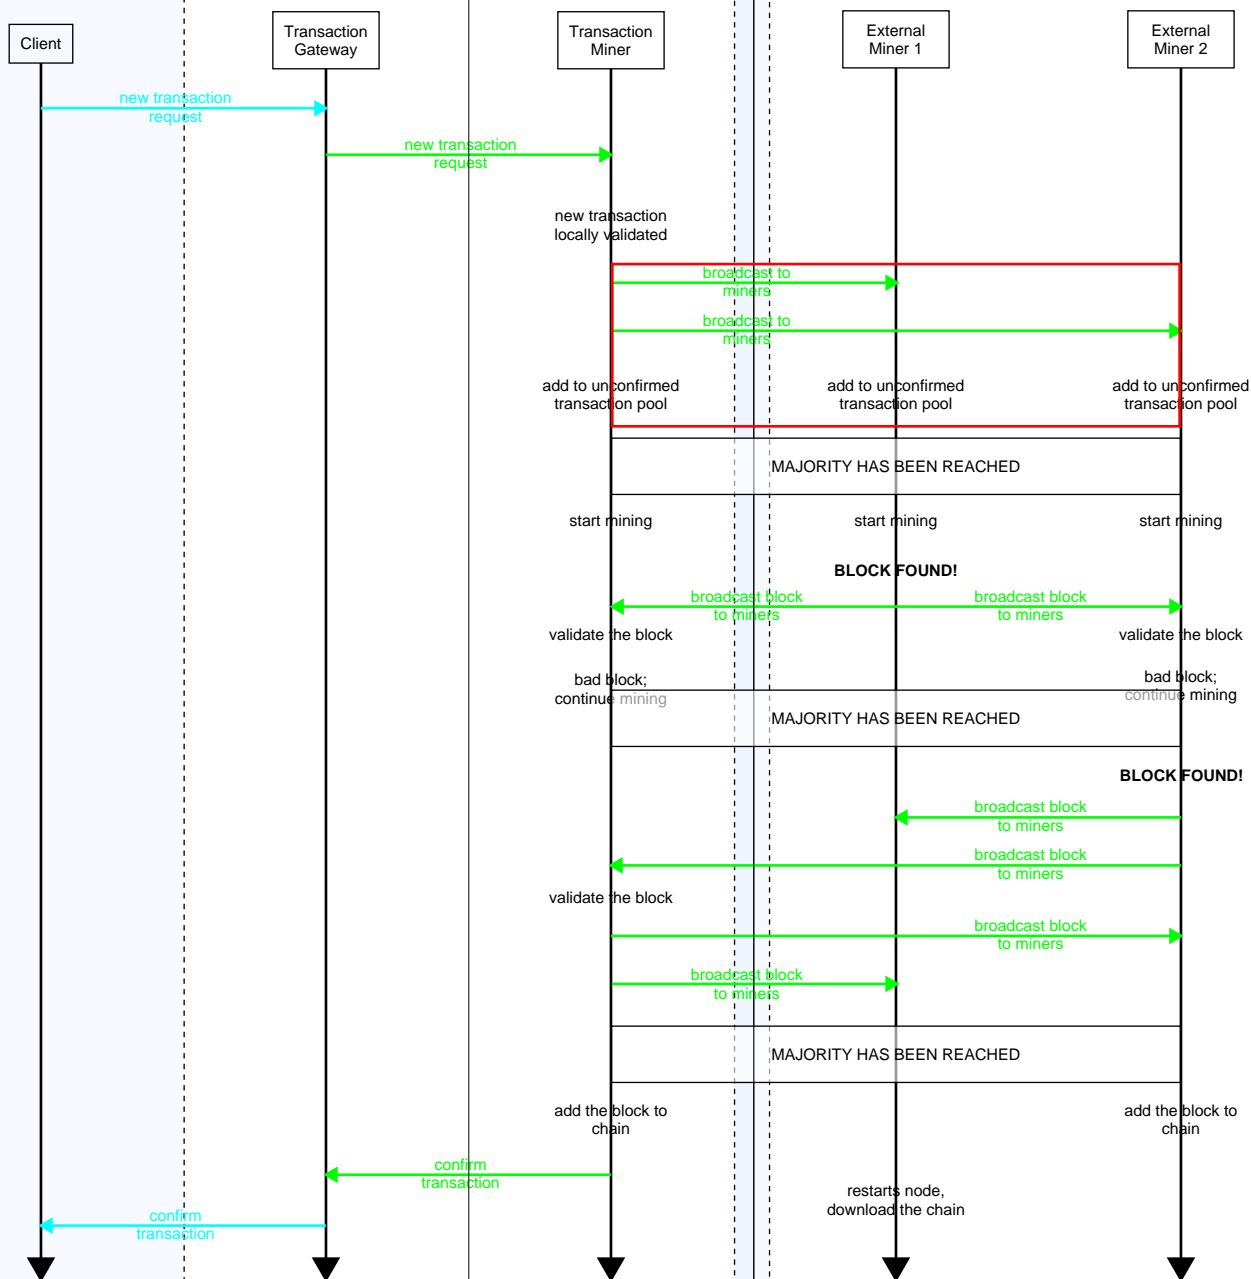 Client
Transaction
Gateway
Transaction
Miner
External
Miner 1
External
Miner 2
new transaction
request
new transaction
request
new transaction
locally validated
broadcast to
miners
broadcast to
miners
add to unconfirmed
transaction pool
add to unconfirmed
transaction pool
add to unconfirmed
transaction pool
MAJORITY HAS BEEN REACHED
start mining
start mining
start mining
BLOCK FOUND!
broadcast block
to miners
broadcast block
to miners
validate the block
validate the block
bad block;
continue mining
bad block;
continue mining
MAJORITY HAS BEEN REACHED
BLOCK FOUND!
broadcast block
to miners
broadcast block
to miners
validate the block
broadcast block
to miners
broadcast block
to miners
MAJORITY HAS BEEN REACHED
add the block to
chain
add the block to
chain
confirm
transaction
restarts node,
download the chain
confirm
transaction